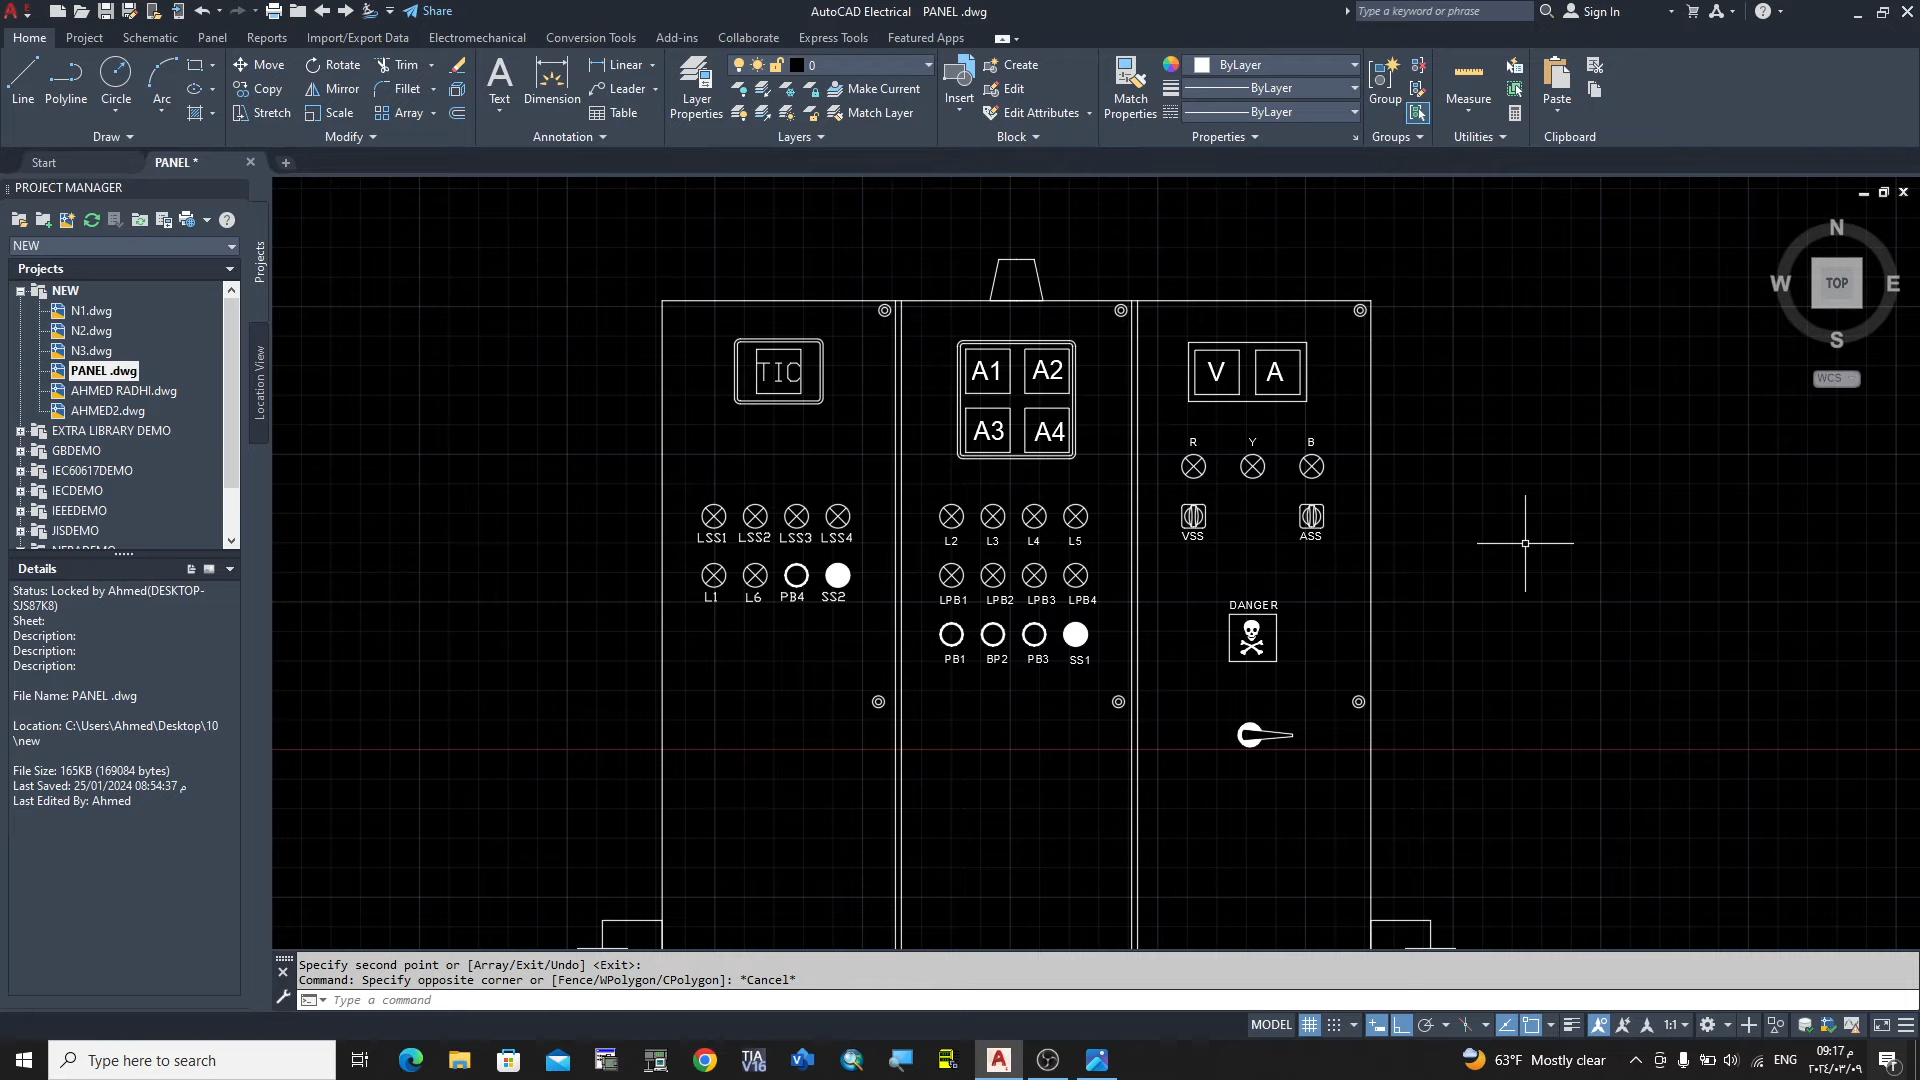 Share
AutoCAD Electrical PANEL .dwg
Type a keyword or phrase
Sign In
Home Project Schematic Panel Reports Import/Export Data Electromechanical Conversion Tools Add-ins Collaborate Express Tools Featured Apps
Line Polyline Circle Arc
Draw
Move Rotate Trim
Copy Mirror Fillet
Stretch Scale Array
Modify
Text Dimension
Linear
Leader
Table
Annotation
Layer Properties
0
Make Current
Match Layer
Layers
Insert
Create
Edit
Edit Attributes
Block
Match Properties
ByLayer
ByLayer
ByLayer
Properties
Group
Groups
Measure
Utilities
Paste
Clipboard
Start PANEL *
PROJECT MANAGER
NEW
Projects
NEW
N1.dwg
N2.dwg
N3.dwg
PANEL .dwg
AHMED RADHI.dwg
AHMED2.dwg
EXTRA LIBRARY DEMO
GBDEMO
IEC60617DEMO
IECDEMO
IEEEDEMO
JISDEMO
Projects
Location View
Details
Status: Locked by Ahmed(DESKTOP-
SJS87K8)
Sheet:
Description:
Description:
Description:
File Name: PANEL .dwg
Location: C:\Users\Ahmed\Desktop\10
\new
File Size: 165KB (169084 bytes)
Last Saved: 25/01/2024 08:54:37 م
Last Edited By: Ahmed
N
W TOP E
S
WCS
TIC
A1 A2
A3 A4
V A
R Y B
LSS1 LSS2 LSS3 LSS4
L2 L3 L4 L5
VSS ASS
L1 L6 PB4 SS2
LPB1 LPB2 LPB3 LPB4
DANGER
PB1 BP2 PB3 SS1
Specify second point or [Array/Exit/Undo] <Exit>:
Command: Specify opposite corner or [Fence/WPolygon/CPolygon]: *Cancel*
Type a command
MODEL
1:1
Type here to search
TIA
V16
63°F Mostly clear
ENG
09:17 م
٢٠٢٤/٠٣/٠٩
1